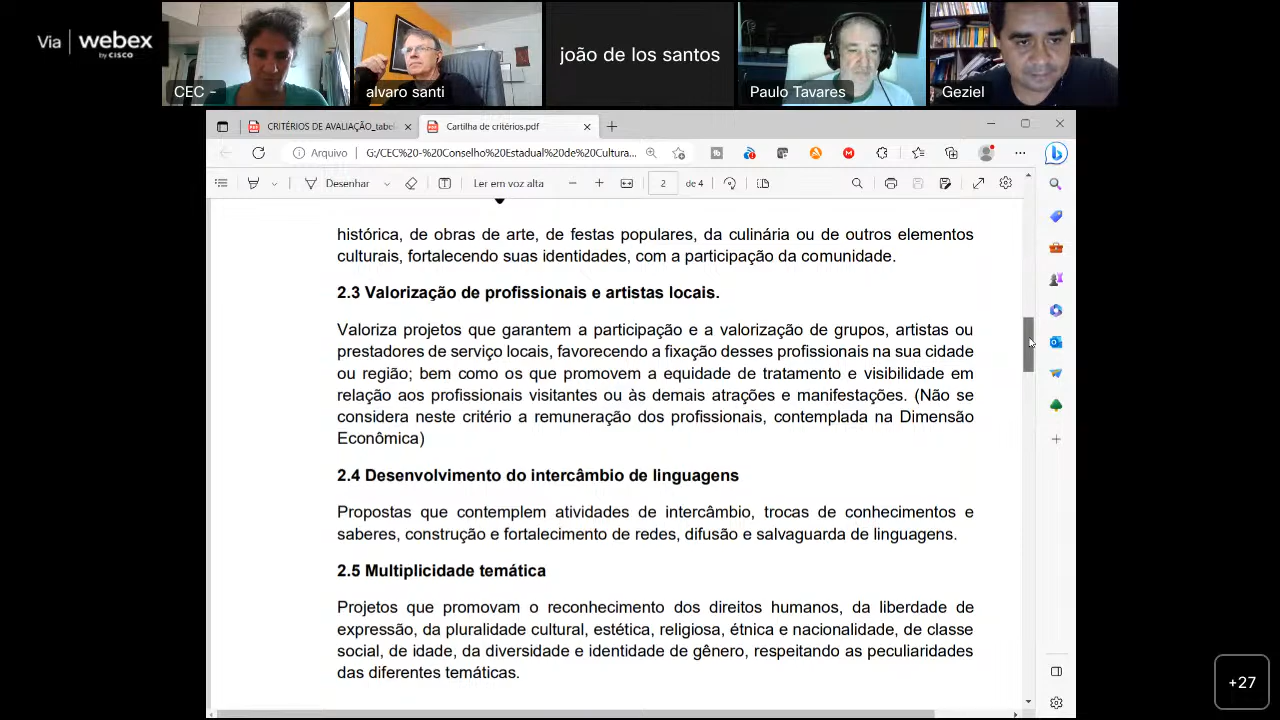 Via webex
by CISCO
CEC -
alvaro santi
joão de los santos
Paulo Tavares
Geziel
CRITÉRIOS DE AVALIAÇÃO_tabel
Cartilha de critérios.pdf
Arquivo
G:/CEC%20-%20Conselho%20Estadual%20de%20Cultura...
Desenhar
Ler em voz alta
2
de 4
histórica, de obras de arte, de festas populares, da culinária ou de outros elementos
culturais, fortalecendo suas identidades, com a participação da comunidade.
2.3 Valorização de profissionais e artistas locais.
Valoriza projetos que garantem a participação e a valorização de grupos, artistas ou
prestadores de serviço locais, favorecendo a fixação desses profissionais na sua cidade
ou região; bem como os que promovem a equidade de tratamento e visibilidade em
relação aos profissionais visitantes ou às demais atrações e manifestações. (Não se
considera neste critério a remuneração dos profissionais, contemplada na Dimensão
Econômica)
2.4 Desenvolvimento do intercâmbio de linguagens
Propostas que contemplem atividades de intercâmbio, trocas de conhecimentos e
saberes, construção e fortalecimento de redes, difusão e salvaguarda de linguagens.
2.5 Multiplicidade temática
Projetos que promovam o reconhecimento dos direitos humanos, da liberdade de
expressão, da pluralidade cultural, estética, religiosa, étnica e nacionalidade, de classe
social, de idade, da diversidade e identidade de gênero, respeitando as peculiaridades
das diferentes temáticas.
+27